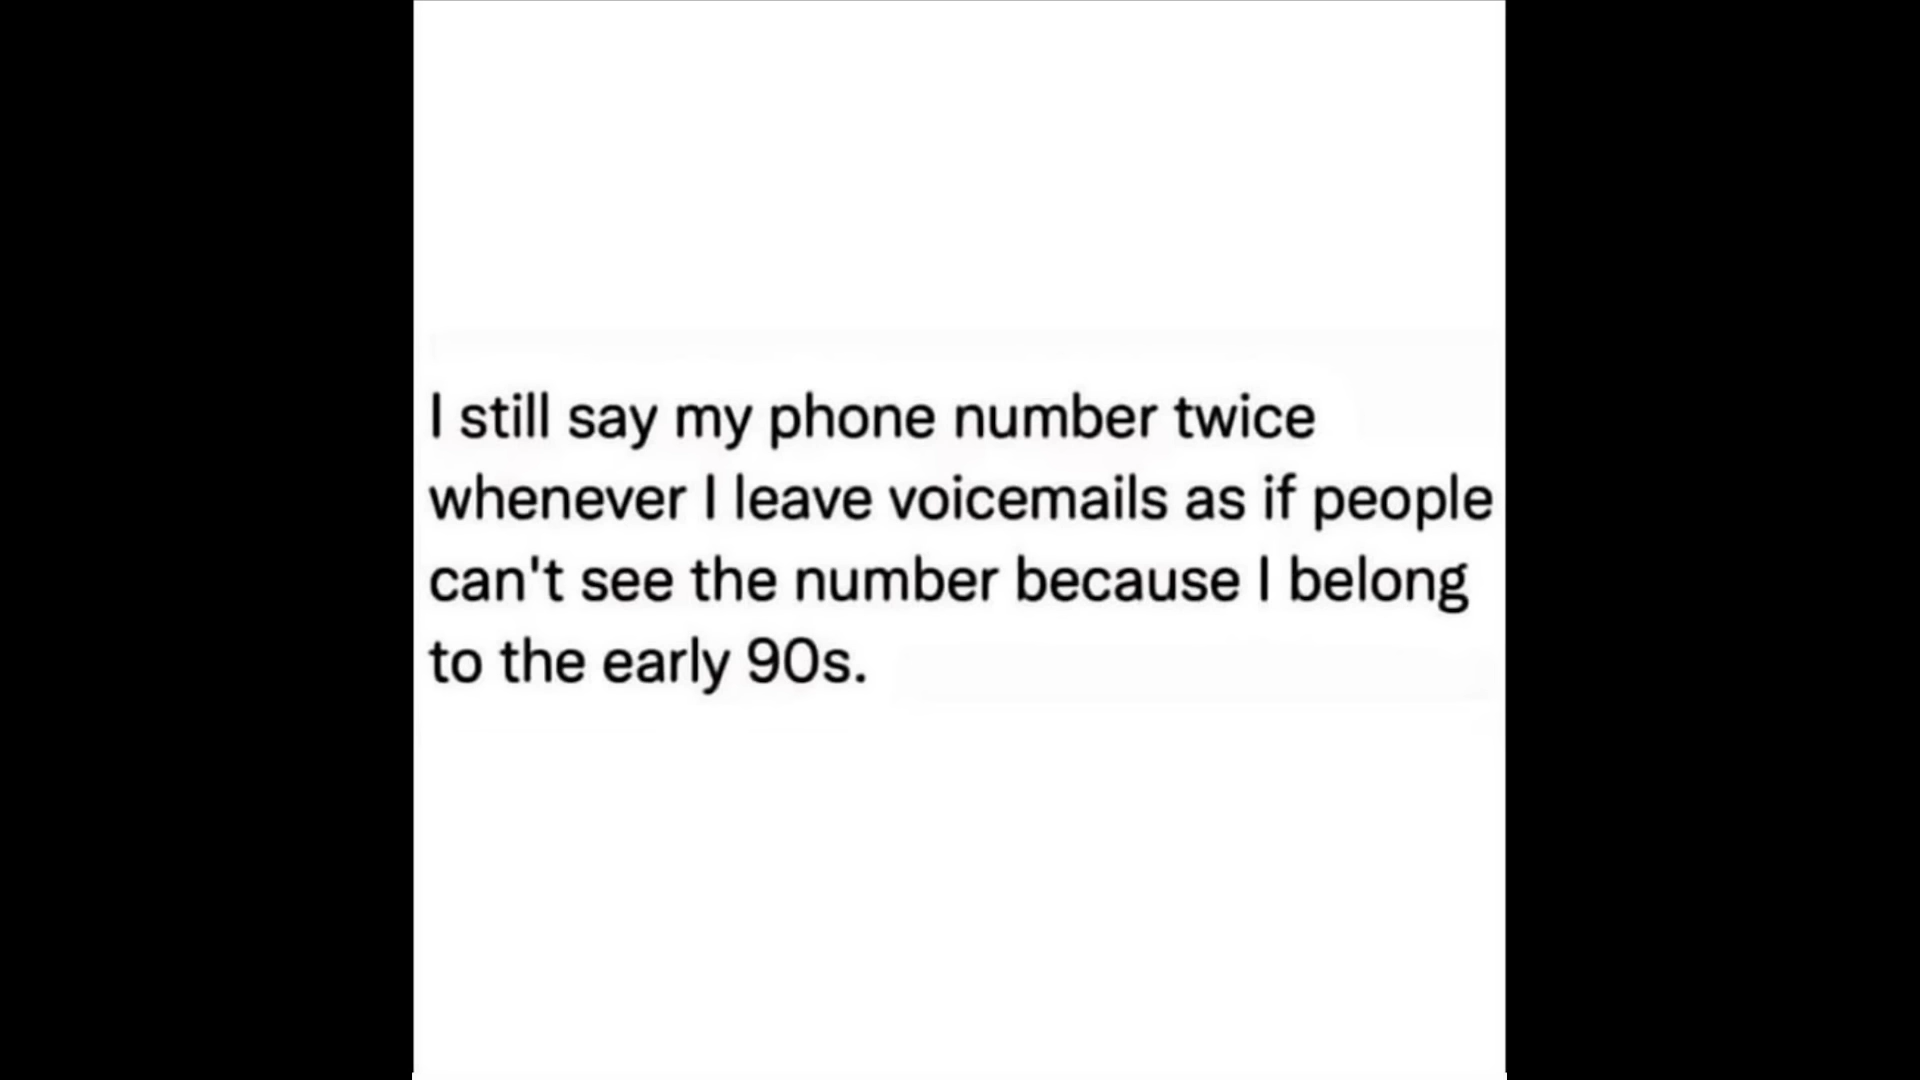 I still say my phone number twice
whenever I leave voicemails as if people
can't see the number because I belong
to the early 90s.